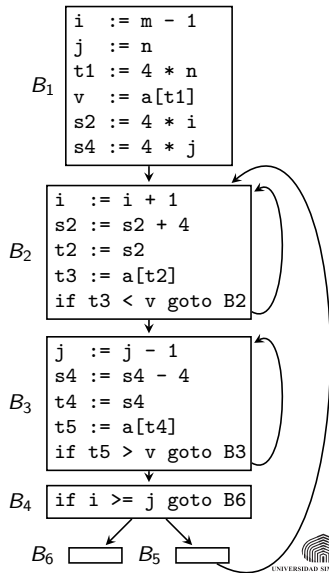 i  := m - 1
j  := n
t1 := 4 * n
B1
v  := a[t1]
s2 := 4 * i
s4 := 4 * j
i  := i + 1
s2 := s2 + 4
B2
t2 := s2
t3 := a[t2]
if t3 < v goto B2
j  := j - 1
s4 := s4 - 4
B3
t4 := s4
t5 := a[t4]
if t5 > v goto B3
B4 if i >= j goto B6
B6 B5
UNIVERSIDAD